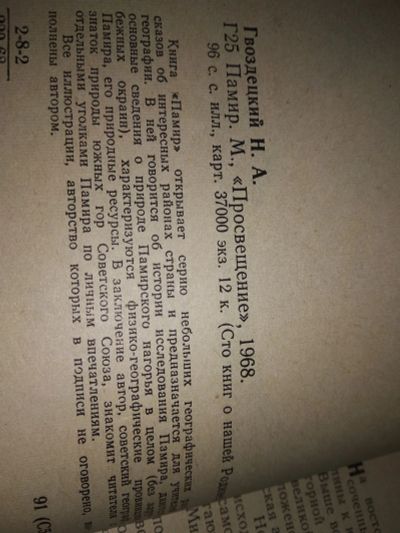 Гвоздецкий Н. А.
Г25 Памир. М., «Просвещение», 1968.
96 с. с. илл., карт. 37000 экз. 12 к. (Сто книг о нашей
Книга «Памир» открывает серию небольших географических
сказов об интересных районах страны и предназначается для
географии. В ней говорится об истории исследования Памира,
основные сведения о природе Памирского нагорья в целом (без
бежных окраин), характеризуются физико-географические
Памира, его природные ресурсы. В заключение автор, советский
знаток природы южных гор Советского Союза, знакомит читателя
отдельными уголками Памира по личным впечатлениям.
Все иллюстрации, авторство которых в подписи не оговорено,
полнены автором.
2-8-2
91 (С